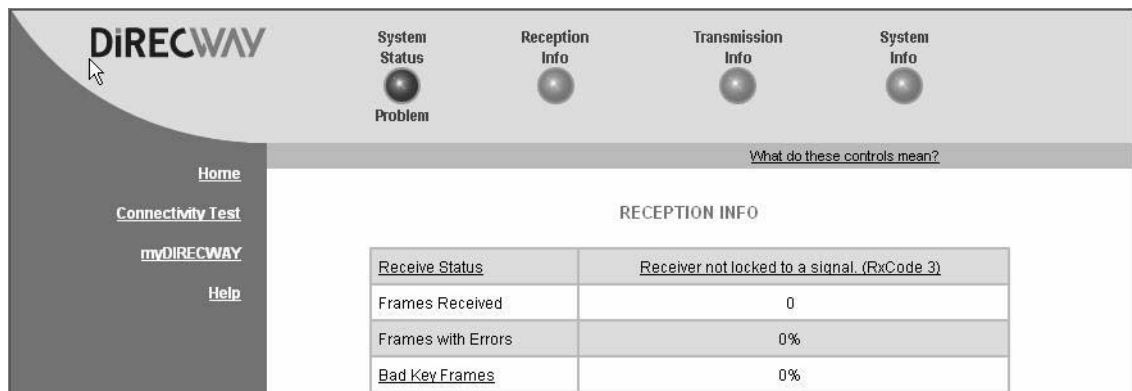 DiRECWAY
System
Status
Problem
Reception
Info
Transmission
Info
System
Info
What do these controls mean?
Home
Connectivity Test
myDIRECWAY
Help
RECEPTION INFO
Receive Status Receiver not locked to a signal. (RxCode 3)
Frames Received 0
Frames with Errors 0%
Bad Key Frames 0%